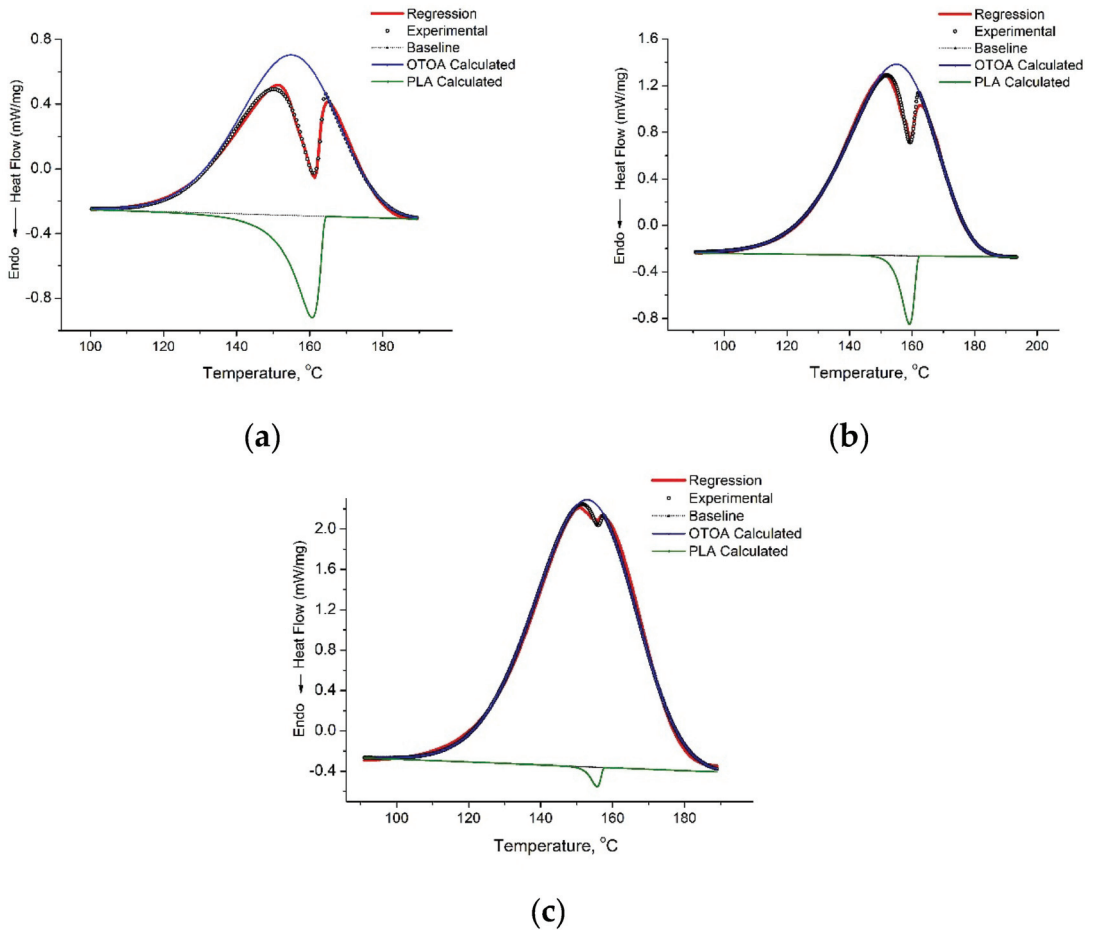 Regression
Experimental
Baseline
OTOA Calculated
PLA Calculated
0.8
0.4
0.0
-0.4
-0.8
Endo ← Heat Flow (mW/mg)
100 120 140 160 180
Temperature, °C
(a)
Regression
Experimental
Baseline
OTOA Calculated
PLA Calculated
1.6
1.2
0.8
0.4
0.0
-0.4
-0.8
Endo ← Heat Flow (mW/mg)
100 120 140 160 180 200
Temperature, °C
(b)
Regression
Experimental
Baseline
OTOA Calculated
PLA Calculated
2.0
1.6
1.2
0.8
0.4
0.0
-0.4
Endo ← Heat Flow (mW/mg)
100 120 140 160 180
Temperature, °C
(c)